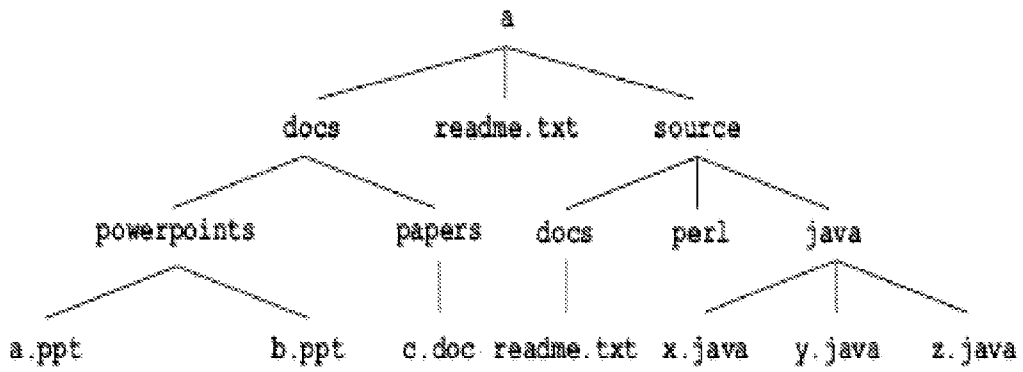 a
docs readme.txt source
powerpoints papers docs perl java
a.ppt b.ppt c.doc readme.txt x.java y.java z.java